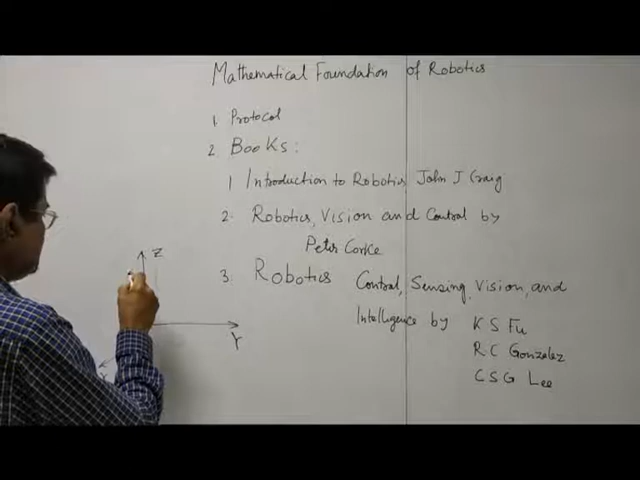 Mathematical Foundation of Robotics
1. Protocol
2 Books:
1 Introduction to Robotics John J Craig
2. Robotics, Vision and Control by
Peter Corke
3. Robotics Control, Sensing, Vision, and
Intelligence by K S Fu
R.C Gonzalez
C S G Lee
Z
Y
X